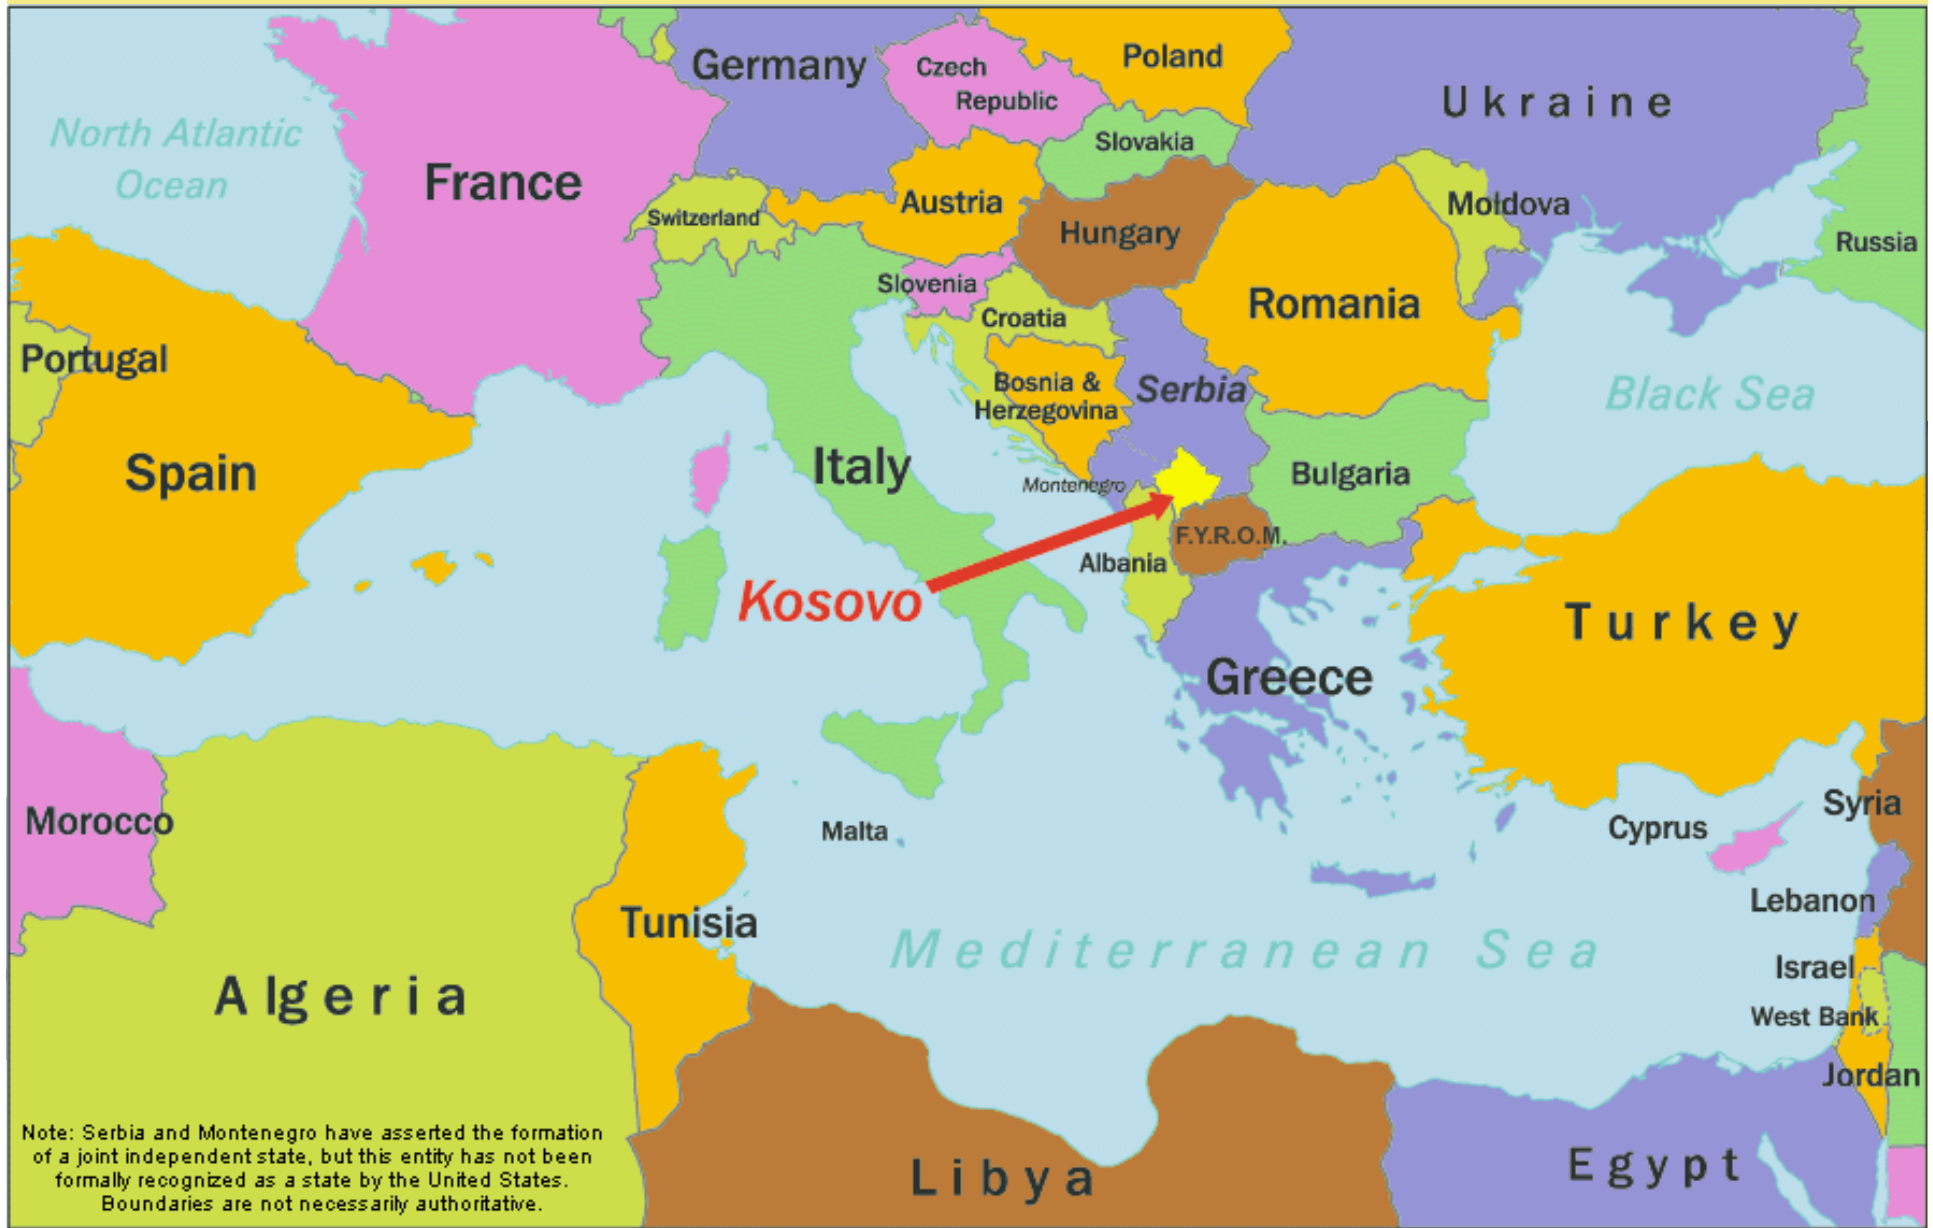 Germany
Czech
Republic
Poland
Ukraine
North Atlantic
Ocean
France
Slovakia
Switzerland
Austria
Hungary
Moldova
Russia
Slovenia
Croatia
Romania
Portugal
Bosnia &
Herzegovina
Serbia
Black Sea
Spain
Italy
Montenegro
Bulgaria
F.Y.R.O.M.
Albania
Kosovo
Turkey
Greece
Morocco
Malta
Cyprus
Syria
Lebanon
Tunisia
Mediterranean Sea
Israel
Algeria
West Bank
Jordan
Note: Serbia and Montenegro have asserted the formation
of a joint independent state, but this entity has not been
formally recognized as a state by the United States.
Boundaries are not necessarily authoritative.
Libya
Egypt